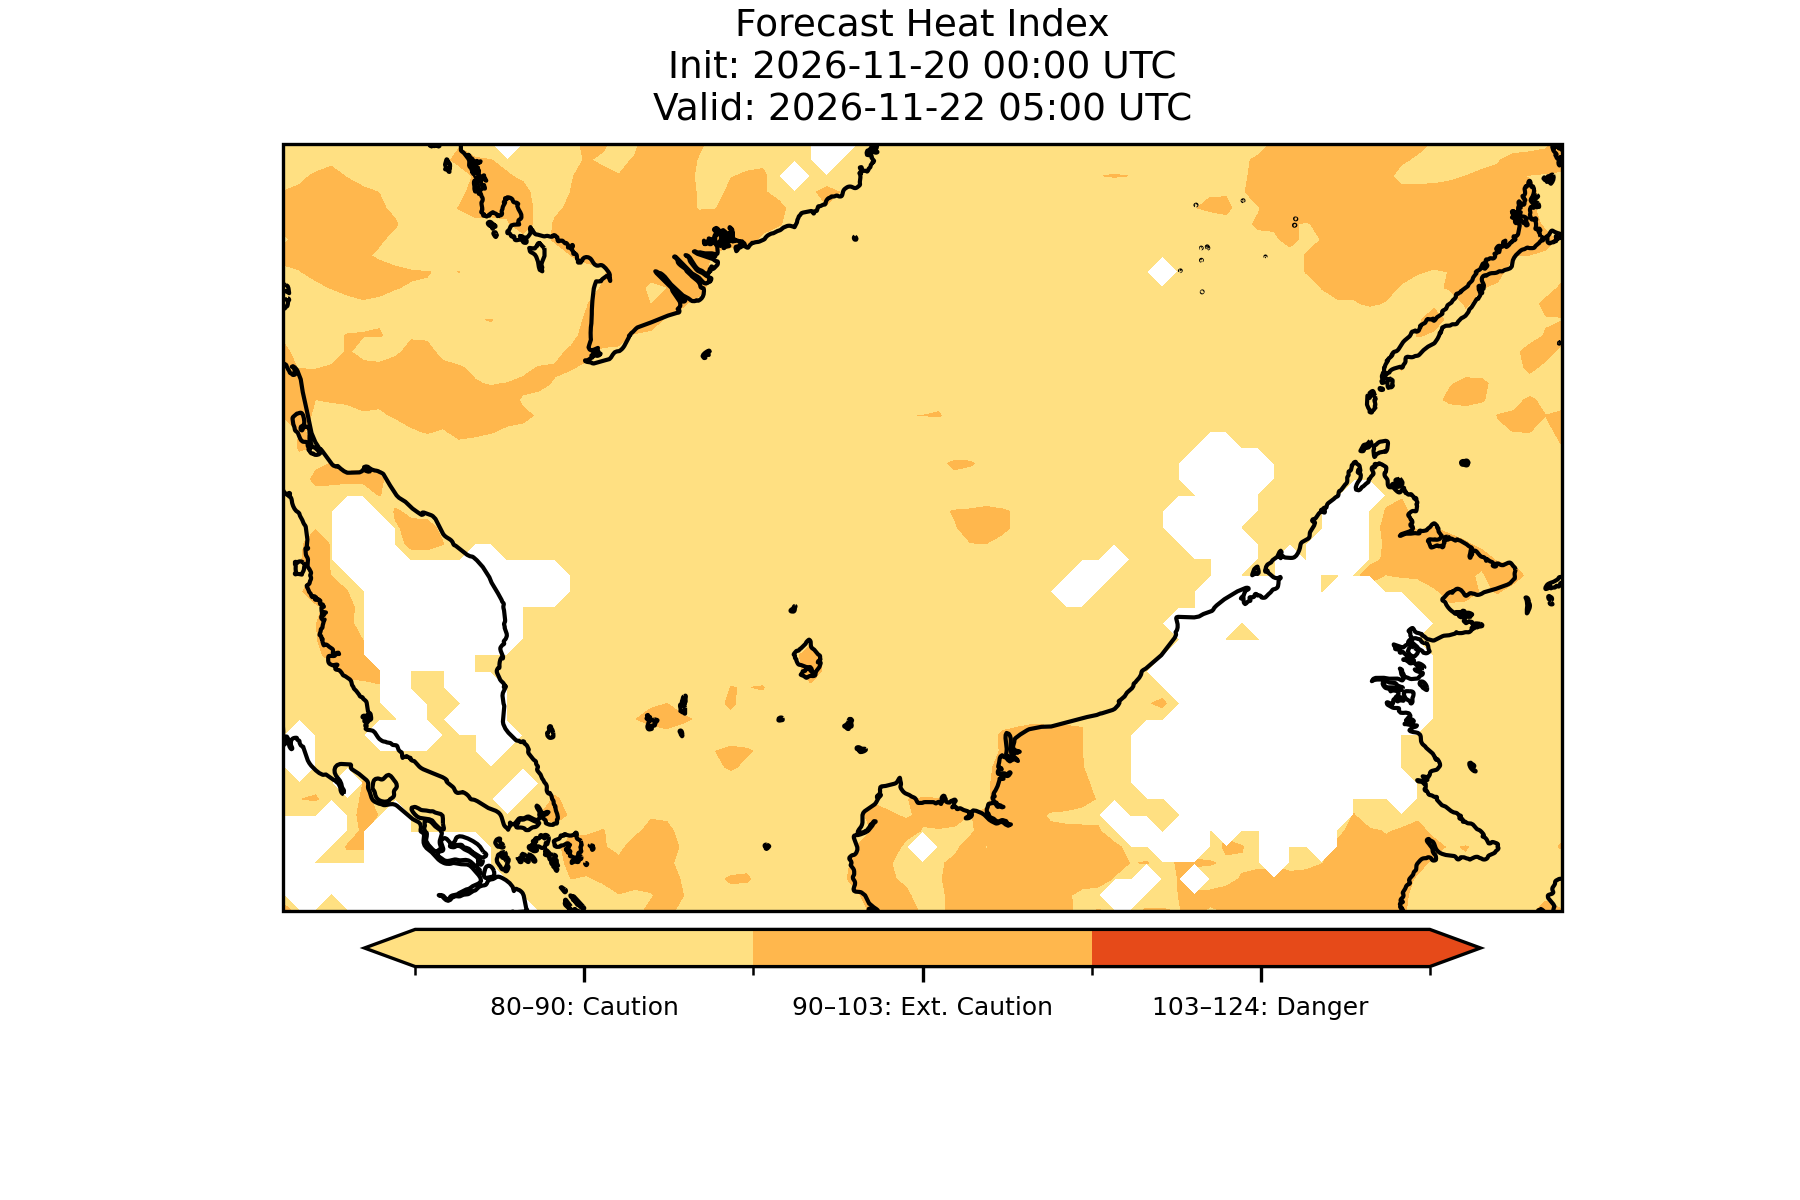 Forecast Heat Index
Init: 2026-11-20 00:00 UTC
Valid: 2026-11-22 05:00 UTC
80–90: Caution
90–103: Ext. Caution
103–124: Danger